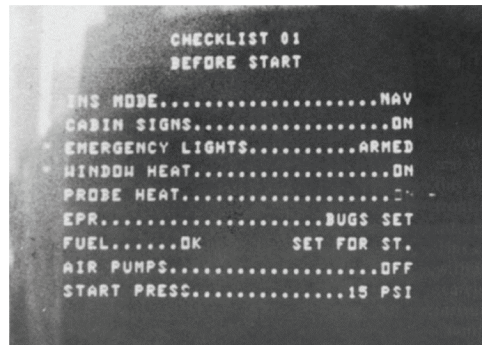 CHECKLIST 01
BEFORE START
INS MODE.....................NAV
CABIN SIGNS...................ON
EMERGENCY LIGHTS..........ARMED
WINDOW HEAT...................ON
PROBE HEAT....................
EPR.....................BUGS SET
FUEL......OK SET FOR ST.
AIR PUMPS....................OFF
START PRESS...............15 PSI